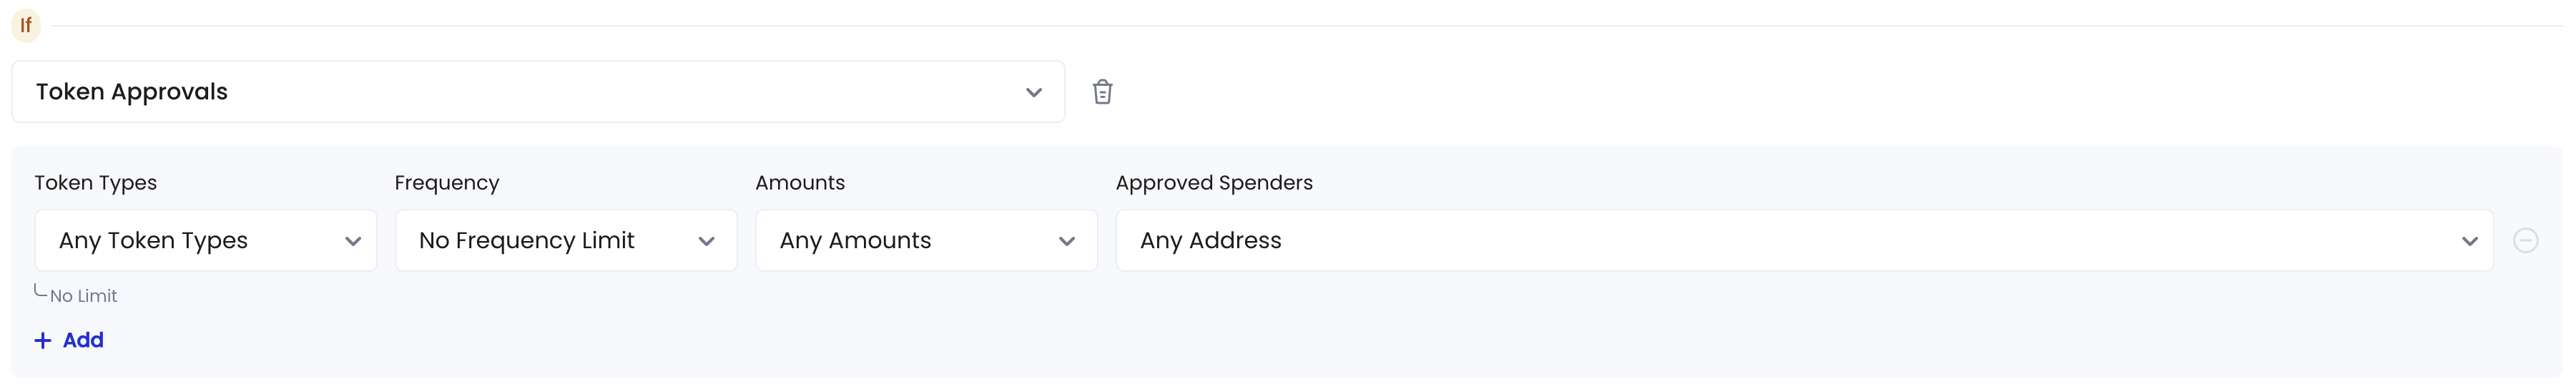 If
Token Approvals
Token Types Frequency Amounts Approved Spenders
Any Token Types No Frequency Limit Any Amounts Any Address
No Limit
+ Add